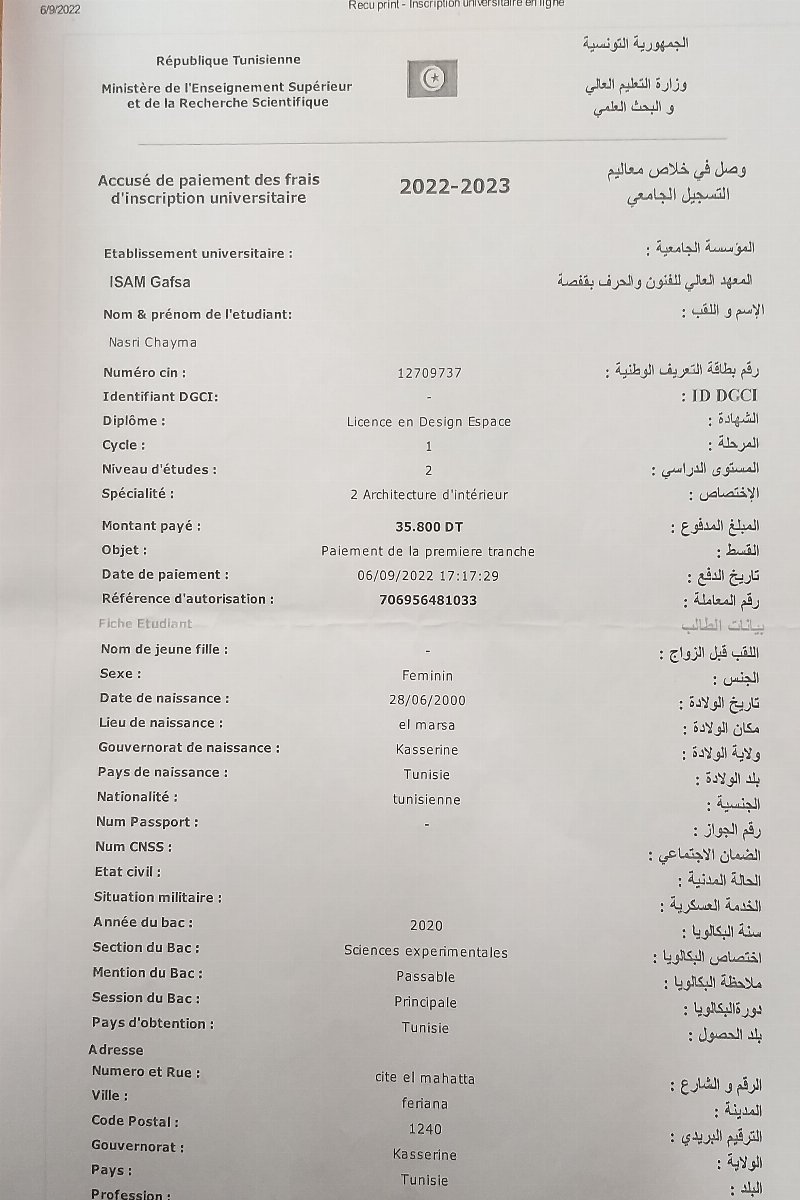 6/9/2022
Recu print - Inscription universitaire en ligne
République Tunisienne
الجمهورية التونسية
Ministère de l'Enseignement Supérieur
et de la Recherche Scientifique
وزارة التعليم العالي
و البحث العلمي
Accusé de paiement des frais
d'inscription universitaire
2022-2023
وصل في خلاص معاليم
التسجيل الجامعي
Etablissement universitaire :
المؤسسة الجامعية :
ISAM Gafsa
المعهد العالي للفنون والحرف بقفصة
Nom & prénom de l'etudiant:
الإسم و اللقب :
Nasri Chayma
Numéro cin : 12709737 رقم بطاقة التعريف الوطنية :
Identifiant DGCI: - ID DGCI :
Diplôme : Licence en Design Espace الشهادة :
Cycle : 1 المرحلة :
Niveau d'études : 2 المستوى الدراسي :
Spécialité : 2 Architecture d'intérieur الإختصاص :
Montant payé : 35.800 DT المبلغ المدفوع :
Objet : Paiement de la premiere tranche القسط :
Date de paiement : 06/09/2022 17:17:29 تاريخ الدفع :
Référence d'autorisation : 706956481033 رقم المعاملة :
Fiche Etudiant بيانات الطالب
Nom de jeune fille : - اللقب قبل الزواج :
Sexe : Feminin الجنس :
Date de naissance : 28/06/2000 تاريخ الولادة :
Lieu de naissance : el marsa مكان الولادة :
Gouvernorat de naissance : Kasserine ولاية الولادة :
Pays de naissance : Tunisie بلد الولادة :
Nationalité : tunisienne الجنسية :
Num Passport : - رقم الجواز :
Num CNSS : الضمان الاجتماعي :
Etat civil : الحالة المدنية :
Situation militaire : الخدمة العسكرية :
Année du bac : 2020 سنة البكالويا :
Section du Bac : Sciences experimentales اختصاص البكالويا :
Mention du Bac : Passable ملاحظة البكالويا :
Session du Bac : Principale دورةالبكالويا :
Pays d'obtention : Tunisie بلد الحصول :
Adresse
Numero et Rue : cite el mahatta الرقم و الشارع :
Ville : feriana المدينة :
Code Postal : 1240 الترقيم البريدي :
Gouvernorat : Kasserine الولاية :
Pays : Tunisie البلد :
Profession :